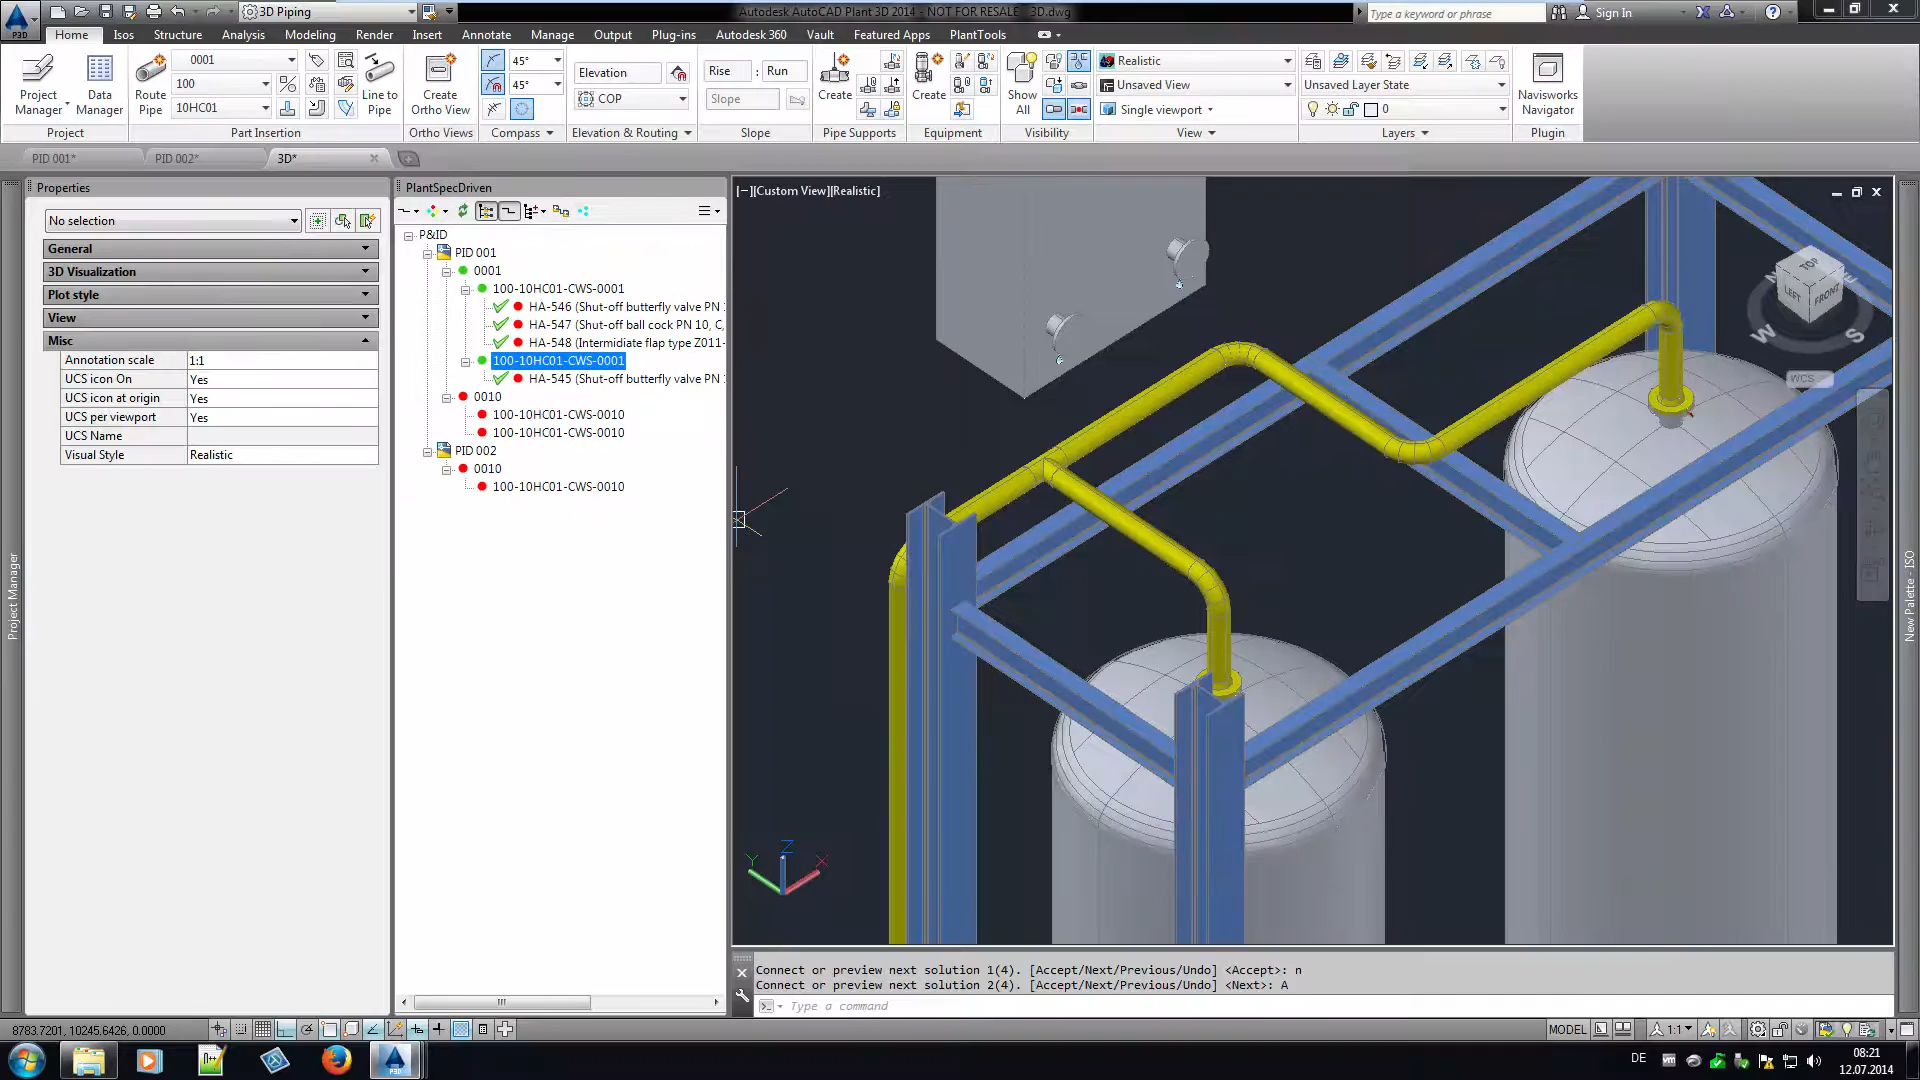 3D Piping
Autodesk AutoCAD Plant 3D 2014 - NOT FOR RESALE 3D.dwg
Type a keyword or phrase
Sign In
P3D
Home Isos Structure Analysis Modeling Render Insert Annotate Manage Output Plug-ins Autodesk 360 Vault Featured Apps PlantTools
Project Manager
Data Manager
Project
Route Pipe
0001
100
10HC01
Line to Pipe
Part Insertion
Create Ortho View
Ortho Views
45°
45°
Compass
Elevation
COP
Elevation & Routing
Rise : Run
Slope
Slope
Create
Pipe Supports
Create
Equipment
Show All
Visibility
Realistic
Unsaved View
Single viewport
View
Unsaved Layer State
0
Layers
Navisworks Navigator
Plugin
PID 001*
PID 002*
3D*
Properties
No selection
General
3D Visualization
Plot style
View
Misc
Annotation scale 1:1
UCS icon On Yes
UCS icon at origin Yes
UCS per viewport Yes
UCS Name
Visual Style Realistic
Project Manager
PlantSpecDriven
P&ID
PID 001
0001
100-10HC01-CWS-0001
HA-546 (Shut-off butterfly valve PN
HA-547 (Shut-off ball cock PN 10, C,
HA-548 (Intermidiate flap type Z011-
100-10HC01-CWS-0001
HA-545 (Shut-off butterfly valve PN
0010
100-10HC01-CWS-0010
100-10HC01-CWS-0010
PID 002
0010
100-10HC01-CWS-0010
[−][Custom View][Realistic]
TOP
LEFT
FRONT
N
W
S
WCS
New Palette - ISO
Z
Y
X
Connect or preview next solution 1(4). [Accept/Next/Previous/Undo] <Accept>: n
Connect or preview next solution 2(4). [Accept/Next/Previous/Undo] <Next>: A
Type a command
8783.7201, 10245.6426, 0.0000
MODEL
1:1
P3D
DE
08:21
12.07.2014